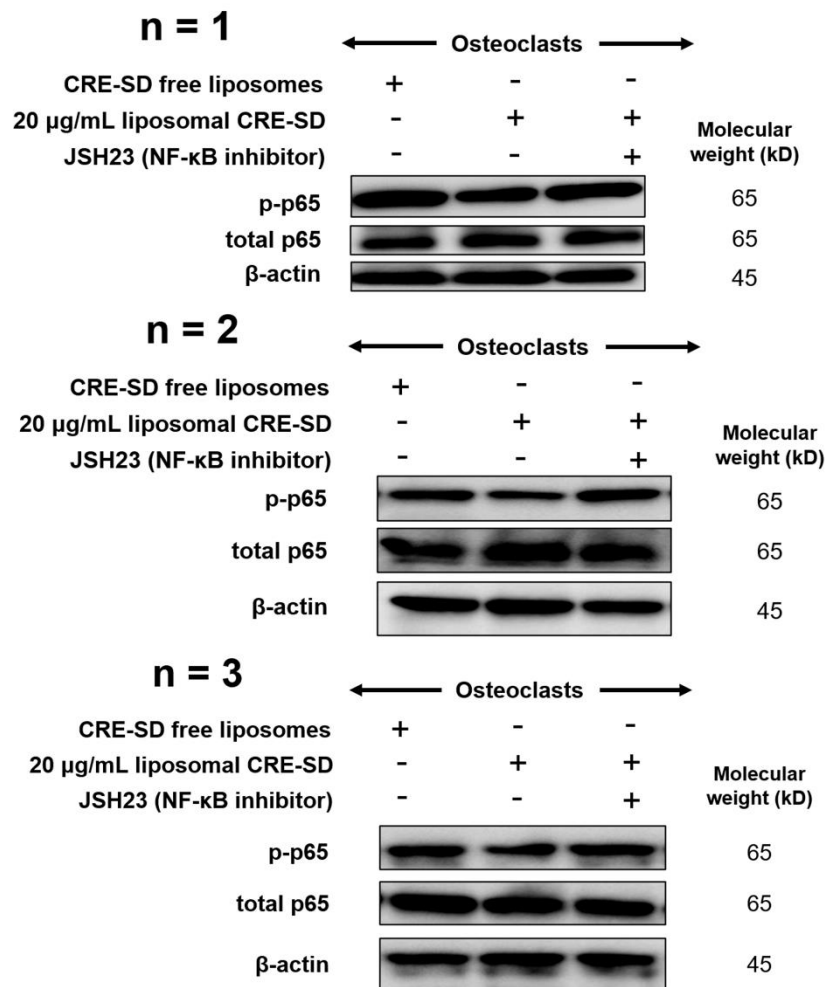 n = 1
Osteoclasts
CRE-SD free liposomes + - -
20 µg/mL liposomal CRE-SD - + +
JSH23 (NF-κB inhibitor) - - +
Molecular
weight (kD)
p-p65 65
total p65 65
β-actin 45
n = 2
Osteoclasts
CRE-SD free liposomes + - -
20 µg/mL liposomal CRE-SD - + +
JSH23 (NF-κB inhibitor) - - +
Molecular
weight (kD)
p-p65 65
total p65 65
β-actin 45
n = 3
Osteoclasts
CRE-SD free liposomes + - -
20 µg/mL liposomal CRE-SD - + +
JSH23 (NF-κB inhibitor) - - +
Molecular
weight (kD)
p-p65 65
total p65 65
β-actin 45